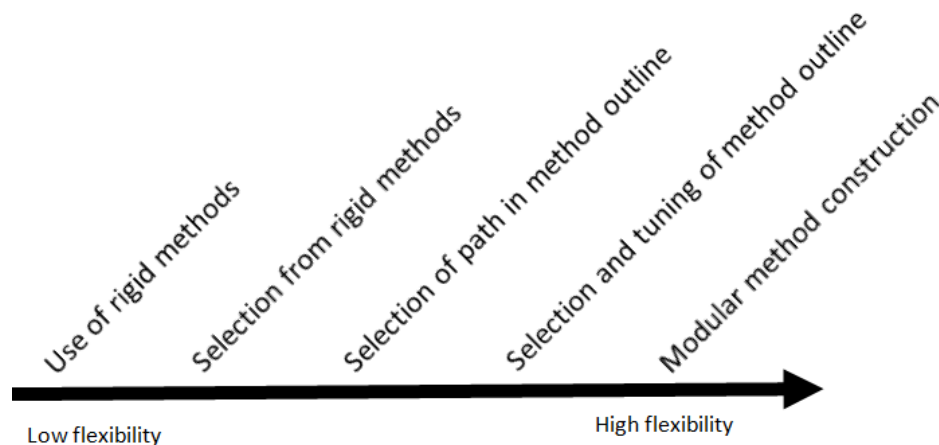 Use of rigid methods
Selection from rigid methods
Selection of path in method outline
Selection and tuning of method outline
Modular method construction
Low flexibility
High flexibility